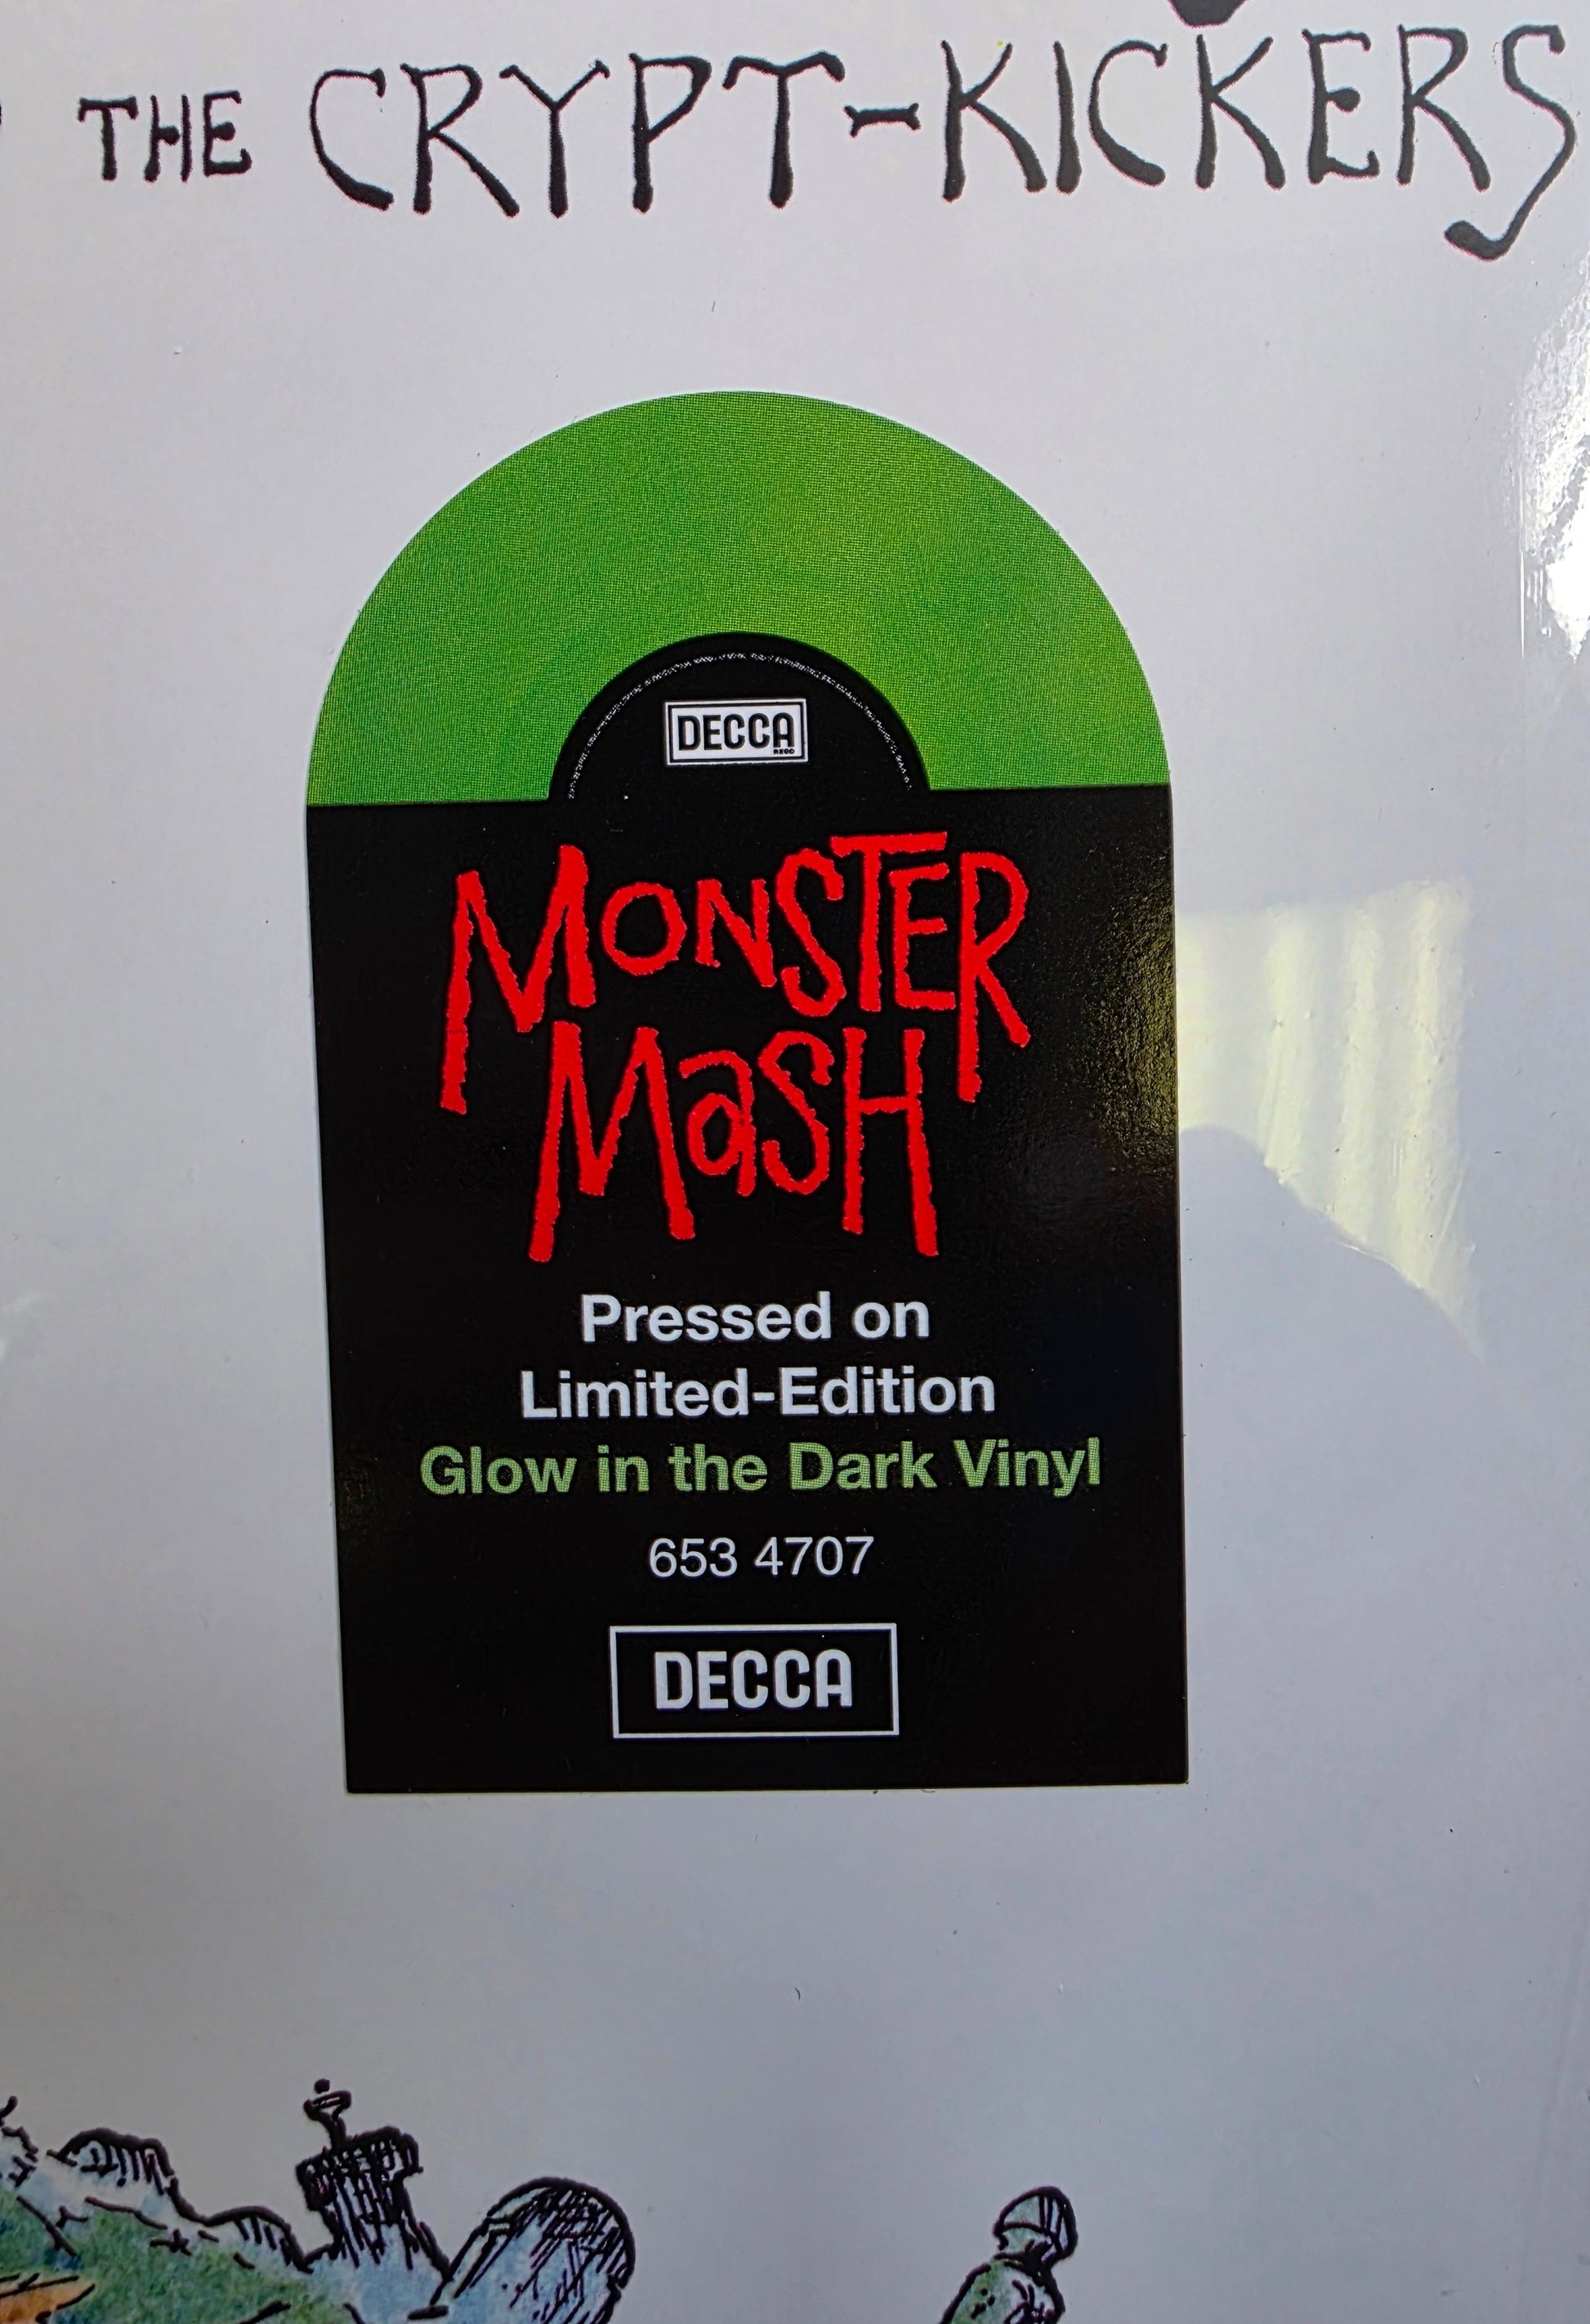 THE CRYPT-KICKERS
DECCA
MONSTER
MaSH
Pressed on
Limited-Edition
Glow in the Dark Vinyl
653 4707
DECCA